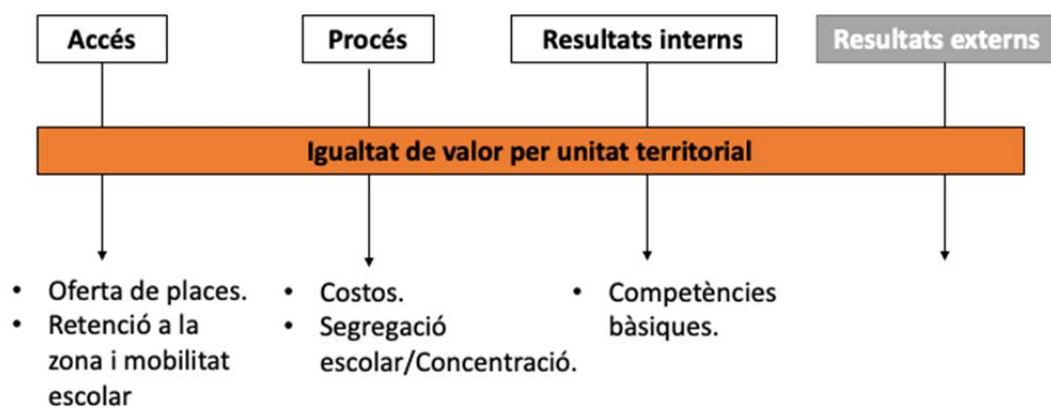 Accés
Procés
Resultats interns
Resultats externs
Igualtat de valor per unitat territorial
• Oferta de places.
• Retenció a la
zona i mobilitat
escolar
• Costos.
• Segregació
escolar/Concentració.
• Competències
bàsiques.